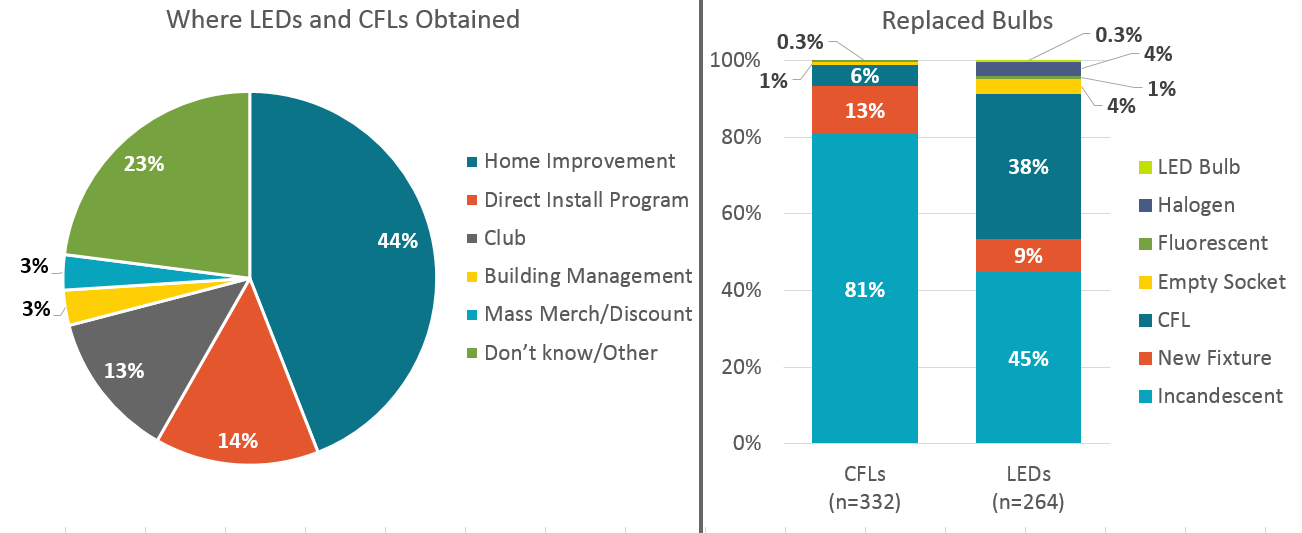 Where LEDs and CFLs Obtained
23%
44%
3%
3%
13%
14%
Home Improvement
Direct Install Program
Club
Building Management
Mass Merch/Discount
Don't know/Other
Replaced Bulbs
0.3%
0.3%
4%
1%
1%
4%
100%
80%
60%
40%
20%
0%
6%
13%
81%
38%
9%
45%
CFLs
(n=332)
LEDs
(n=264)
LED Bulb
Halogen
Fluorescent
Empty Socket
CFL
New Fixture
Incandescent